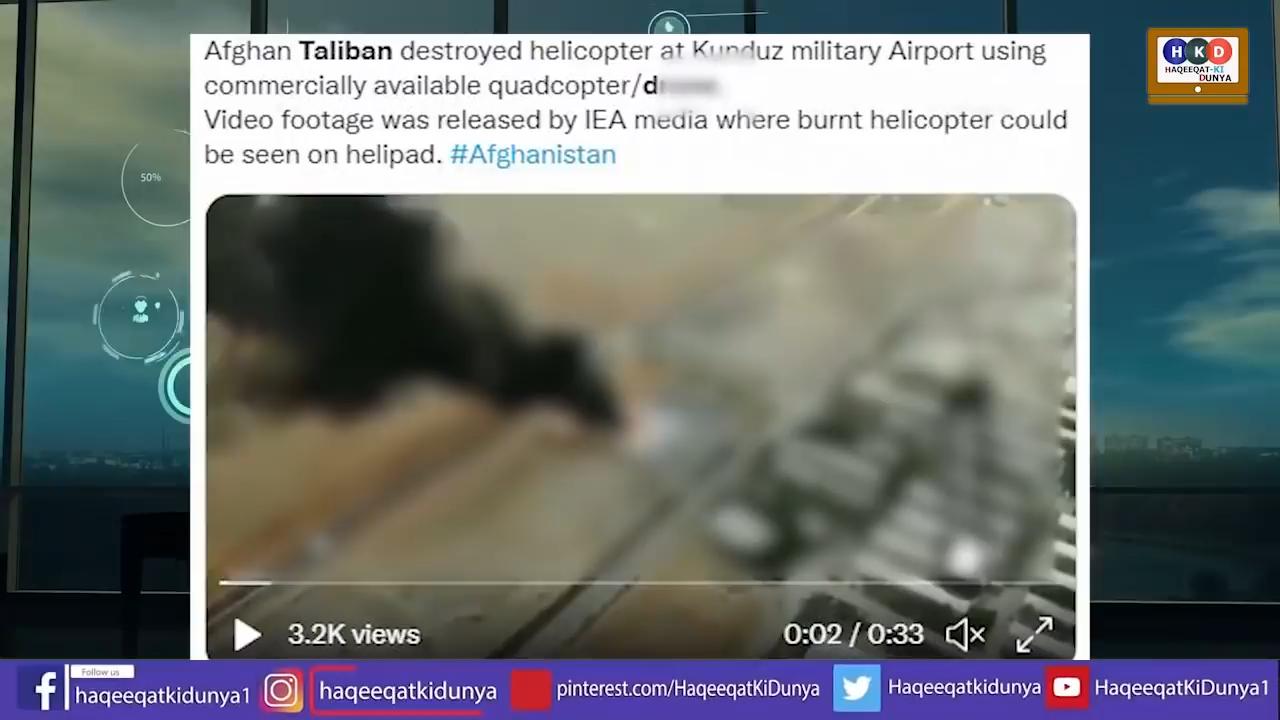 Afghan Taliban destroyed helicopter at Kunduz military Airport using
commercially available quadcopter/
Video footage was released by IEA media where burnt helicopter could
be seen on helipad. #Afghanistan
HKD
HAQEEQAT-KI
DUNYA
50%
3.2K views
0:02 / 0:33
Follow us
haqeeqatkidunya1
haqeeqatkidunya
pinterest.com/HaqeeqatKiDunya
Haqeeqatkidunya
HaqeeqatKiDunya1